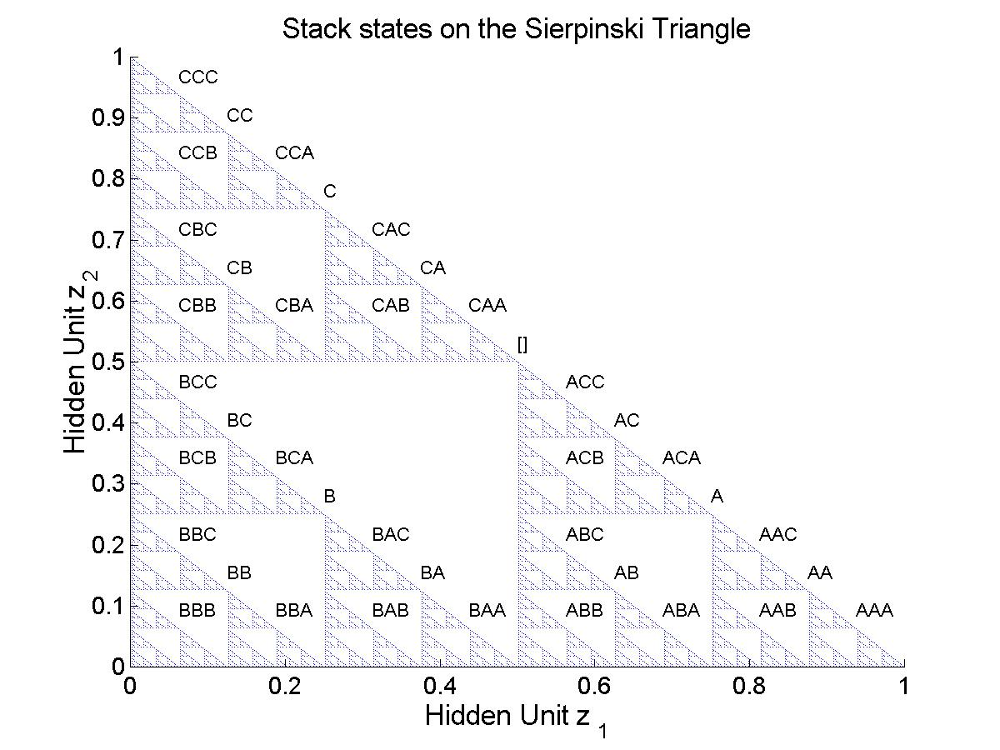 Stack states on the Sierpinski Triangle
1
CCC
0.9
CC
CCB CCA
0.8
C
0.7
CBC CAC
CB CA
0.6
CBB CBA CAB CAA
[]
0.5
BCC ACC
0.4
BC AC
BCB BCA ACB ACA
0.3
B A
0.2
BBC BAC ABC AAC
BB BA AB AA
0.1
BBB BBA BAB BAA ABB ABA AAB AAA
0
0 0.2 0.4 0.6 0.8 1
Hidden Unit z 1
Hidden Unit z 2